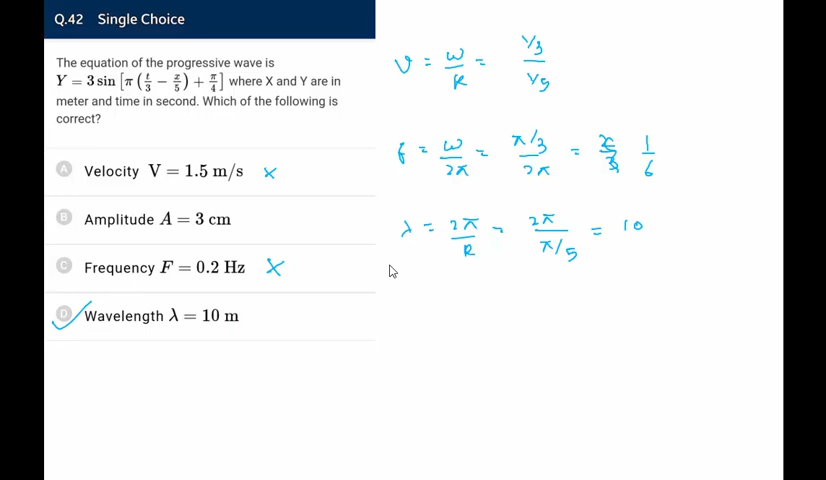 Q.42 Single Choice
The equation of the progressive wave is
Y = 3 sin [π (t/3 − x/5) + π/4] where X and Y are in
meter and time in second. Which of the following is
correct?
A Velocity V = 1.5 m/s ×
B Amplitude A = 3 cm
C Frequency F = 0.2 Hz ×
D Wavelength λ = 10 m
v = ω/k = 1/3 / 1/5
f = ω/2π = π/3 / 2π = 1/6
λ = 2π/k = 2π / π/5 = 10